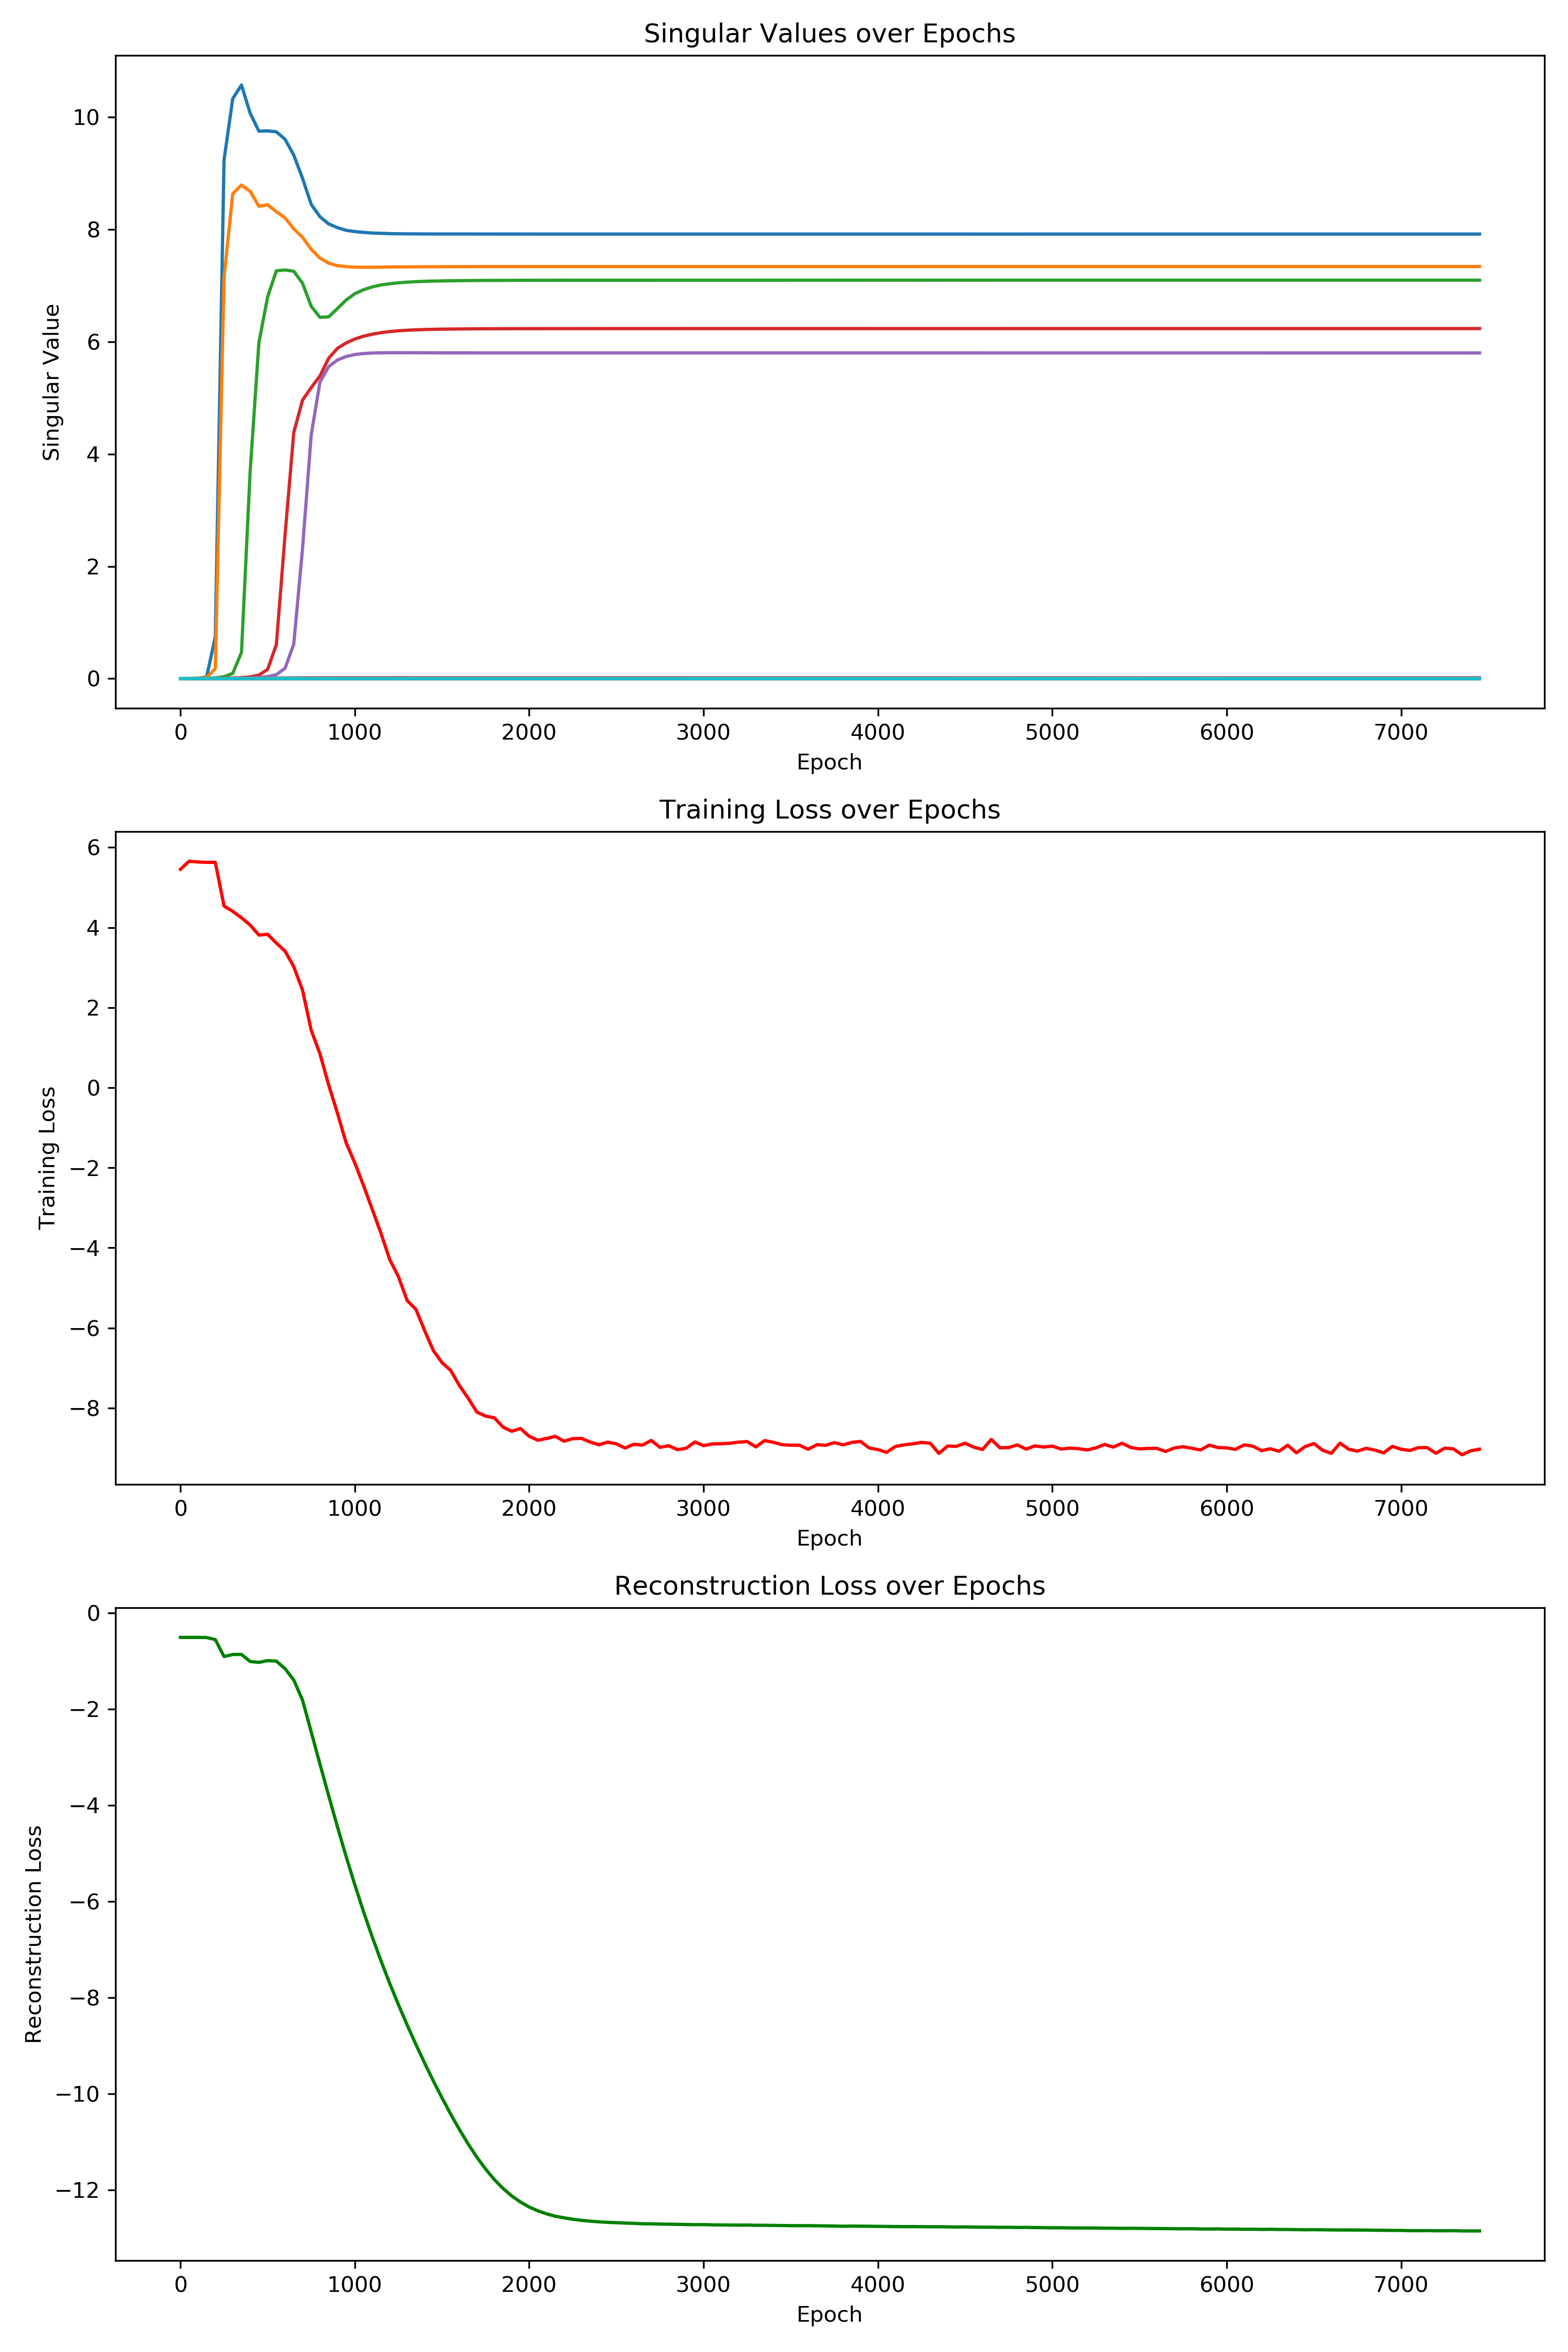 Singular Values over Epochs
Singular Value
10
8
6
4
2
0
0 1000 2000 3000 4000 5000 6000 7000
Epoch
Training Loss over Epochs
Training Loss
6
4
2
0
−2
−4
−6
−8
0 1000 2000 3000 4000 5000 6000 7000
Epoch
Reconstruction Loss over Epochs
Reconstruction Loss
0
−2
−4
−6
−8
−10
−12
0 1000 2000 3000 4000 5000 6000 7000
Epoch